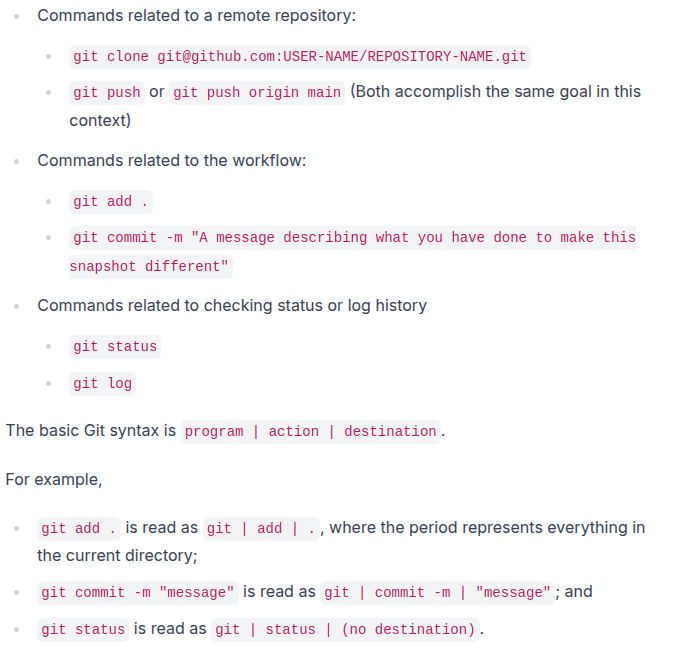 Commands related to a remote repository:
git clone git@github.com:USER-NAME/REPOSITORY-NAME.git
git push or git push origin main (Both accomplish the same goal in this
context)
Commands related to the workflow:
git add .
git commit -m "A message describing what you have done to make this
snapshot different"
Commands related to checking status or log history
git status
git log
The basic Git syntax is program | action | destination.
For example,
git add . is read as git | add | ., where the period represents everything in
the current directory;
git commit -m "message" is read as git | commit -m | "message"; and
git status is read as git | status | (no destination).